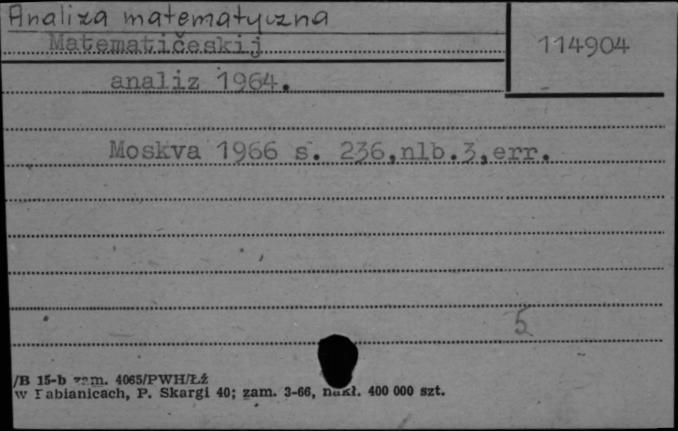 Analiza matematyczna
Matematičeskij
114904
analiz 1964.
Moskva 1966 s. 236,nlb.3,err.
5
/B 15-b zam. 4065/PWH/Łź
w Pabianicach, P. Skargi 40; zam. 3-66, nakł. 400 000 szt.